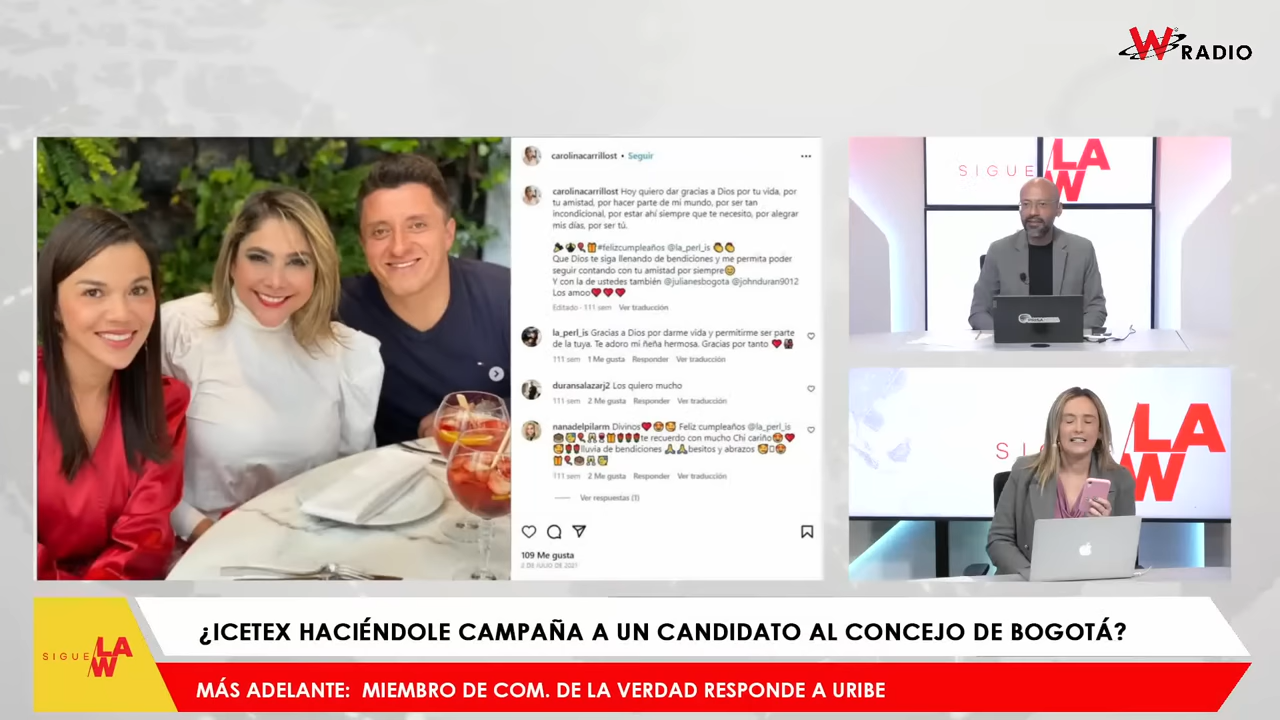 W RADIO
carolinacarrillost • Seguir
carolinacarrillost Hoy quiero dar gracias a Dios por tu vida, por
tu amistad, por hacer parte de mi mundo, por ser tan
incondicional, por estar ahí siempre que te necesito, por alegrar
mis días, por ser tú.
#felizcumpleaños @la_perl_is
Que Dios te siga llenando de bendiciones y me permita poder
seguir contando con tu amistad por siempre
Y con la de ustedes también @julianesbogota @johnduran9012
Los amoo
Editado · 111 sem Ver traducción
la_perl_is Gracias a Dios por darme vida y permitirme ser parte
de la tuya. Te adoro mi ñeña hermosa. Gracias por tanto
111 sem 1 Me gusta Responder Ver traducción
duransalazarj2 Los quiero mucho
111 sem 2 Me gusta Responder Ver traducción
nanadelpilarm Divinos Feliz cumpleaños @la_perl_is
te recuerdo con mucho Chi cariño
lluvia de bendiciones besitos y abrazos
111 sem 2 Me gusta Responder Ver traducción
Ver respuestas (1)
109 Me gusta
2 DE JULIO DE 2021
SIGUE LA W
SIGUE LA W
¿ICETEX HACIÉNDOLE CAMPAÑA A UN CANDIDATO AL CONCEJO DE BOGOTÁ?
SIGUE LA W
MÁS ADELANTE: MIEMBRO DE COM. DE LA VERDAD RESPONDE A URIBE